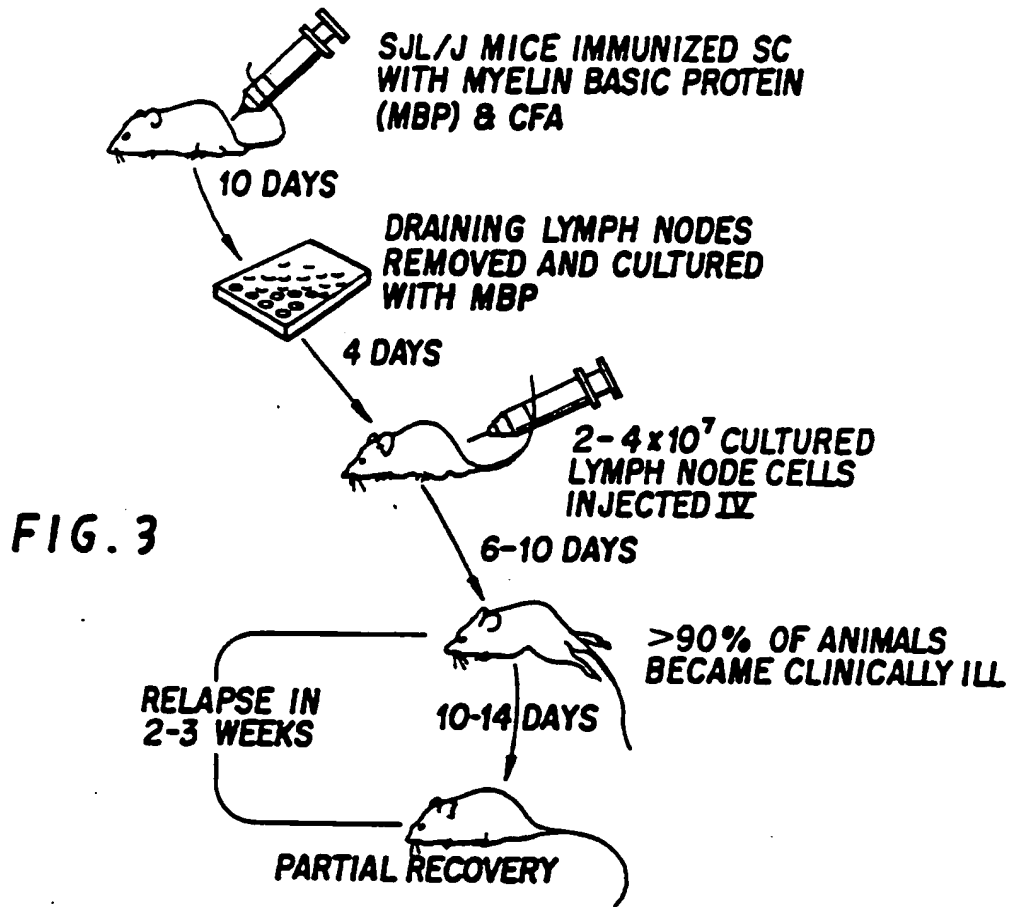 SJL/J MICE IMMUNIZED SC
WITH MYELIN BASIC PROTEIN
(MBP) & CFA
10 DAYS
DRAINING LYMPH NODES
REMOVED AND CULTURED
WITH MBP
4 DAYS
2-4x10⁷ CULTURED
LYMPH NODE CELLS
INJECTED IV
FIG. 3
6-10 DAYS
>90% OF ANIMALS
BECAME CLINICALLY ILL
RELAPSE IN
2-3 WEEKS
10-14 DAYS
PARTIAL RECOVERY